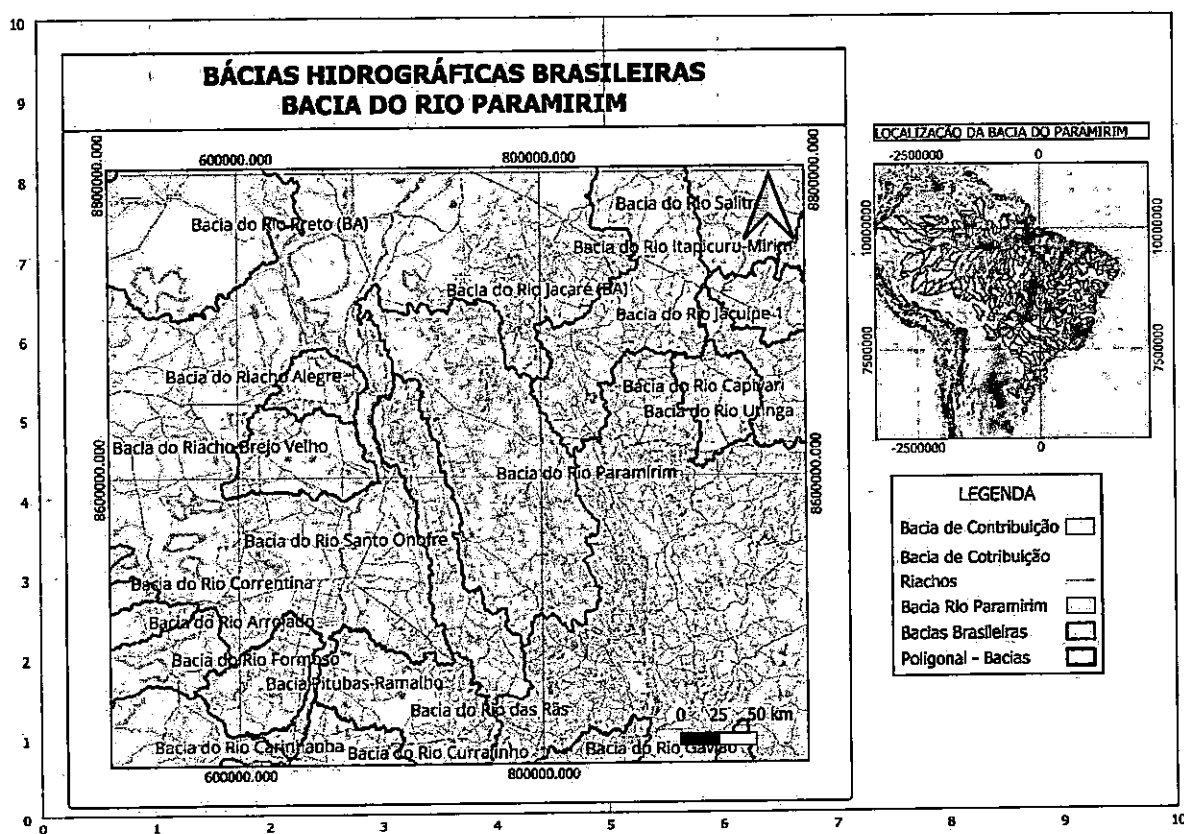 10
9
8
7
6
5
4
3
2
1
0
BÁCIAS HIDROGRÁFICAS BRASILEIRAS
BACIA DO RIO PARAMIRIM
600000.000
800000.000
8800000.000
8800000.000
Bacia do Rio Preto (BA)
Bacia do Rio Salitr
Bacia do Rio Itapicuru-Mirim
Bacia do Rio Jacaré (BA)
Bacia do Rio Jacuípe 1
Bacia do Riacho Alegre
Bacia do Rio Capivari
Bacia do Rio Utinga
Bacia do Riacho Brejo Velho
Bacia do Rio Paramirim
8600000.000
8600000.000
Bacia do Rio Santo Onofre
Bacia do Rio Correntina
Bacia do Rio Arrojado
Bacia do Rio Formoso
Bacia Pitubas-Ramalho
Bacia do Rio das Rãs
0 25 50 km
Bacia do Rio Carinhanha
Bacia do Rio Curralinho
Bacia do Rio Gavião
600000.000
800000.000
LOCALIZAÇÃO DA BACIA DO PARAMIRIM
-2500000
0
10000000
10000000
7500000
7500000
-2500000
0
LEGENDA
Bacia de Contribuição
Bacia de Cotribuição
Riachos
Bacia Rio Paramirim
Bacias Brasileiras
Poligonal - Bacias
0 1 2 3 4 5 6 7 8 9 10